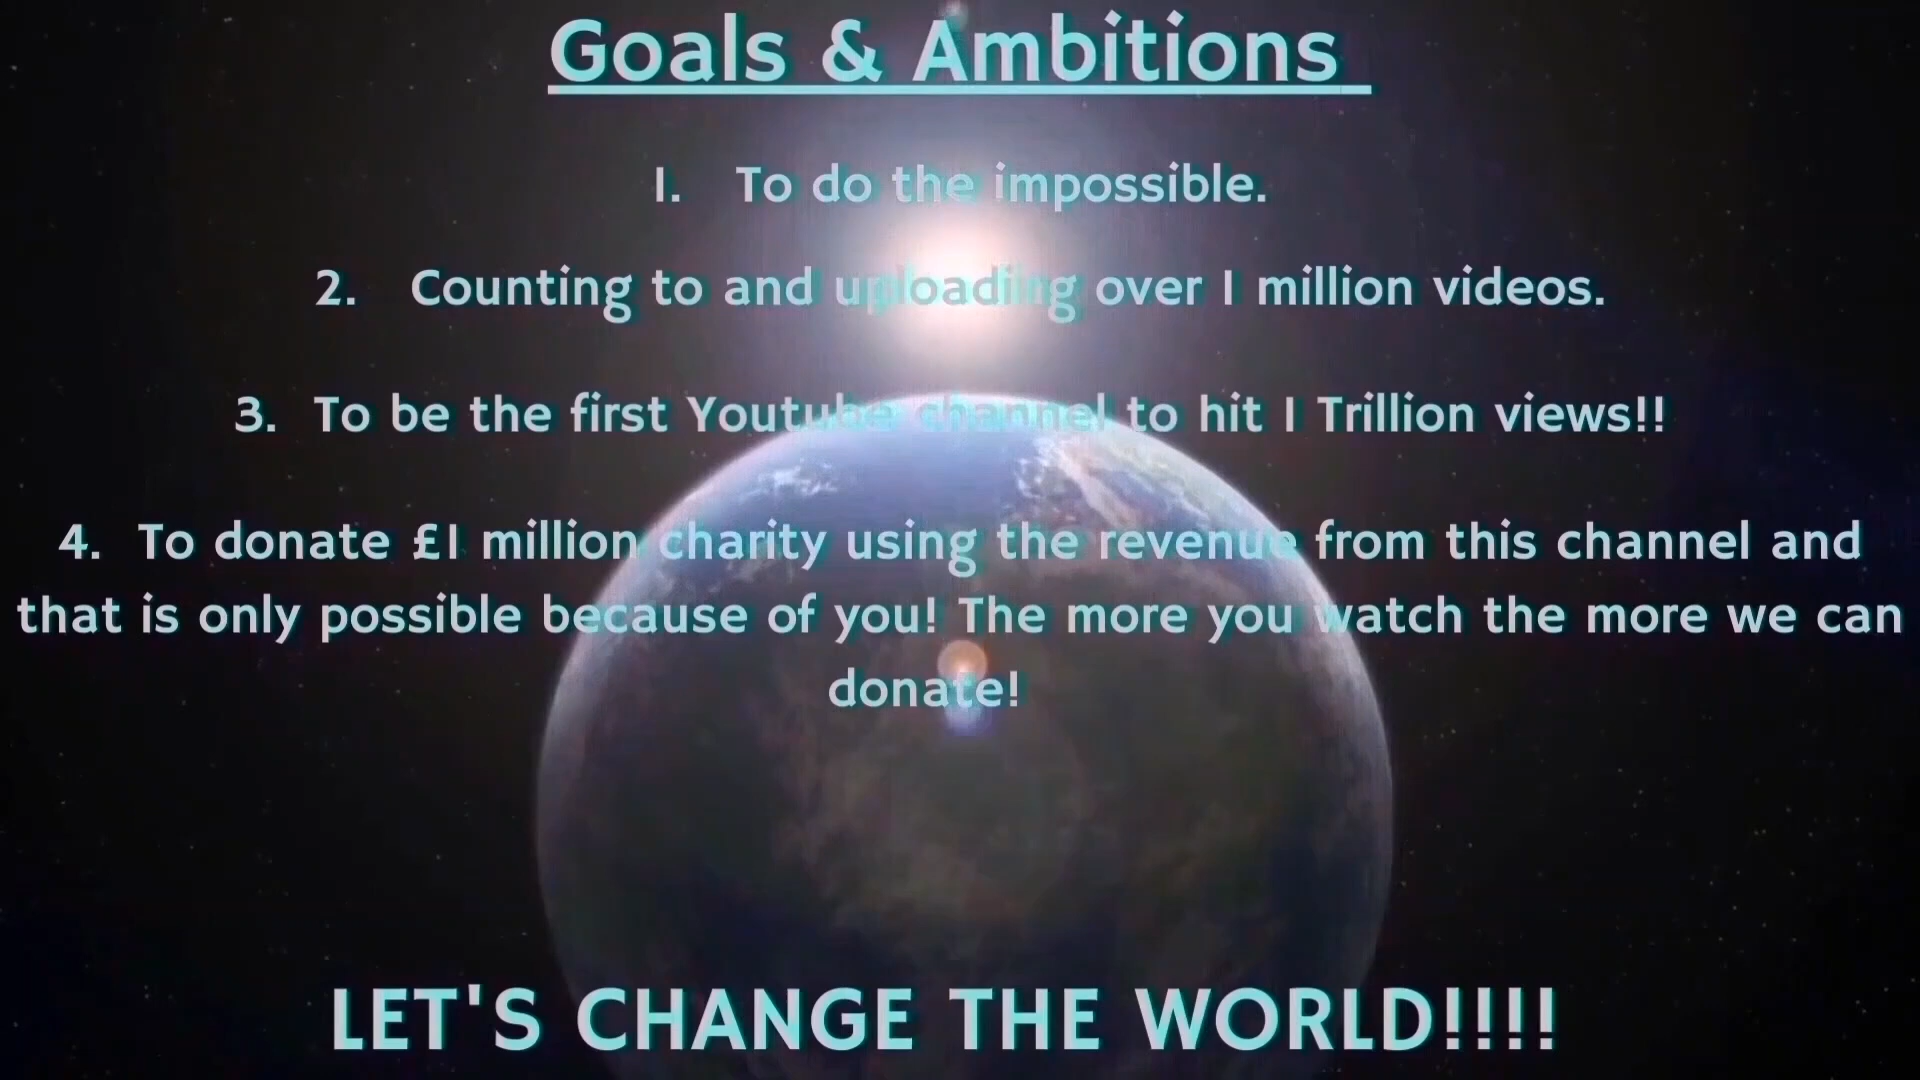 Goals & Ambitions
1. To do the impossible.
2. Counting to and uploading over 1 million videos.
3. To be the first Youtube channel to hit 1 Trillion views!!
4. To donate £1 million charity using the revenue from this channel and
that is only possible because of you! The more you watch the more we can
donate!
LET'S CHANGE THE WORLD!!!!